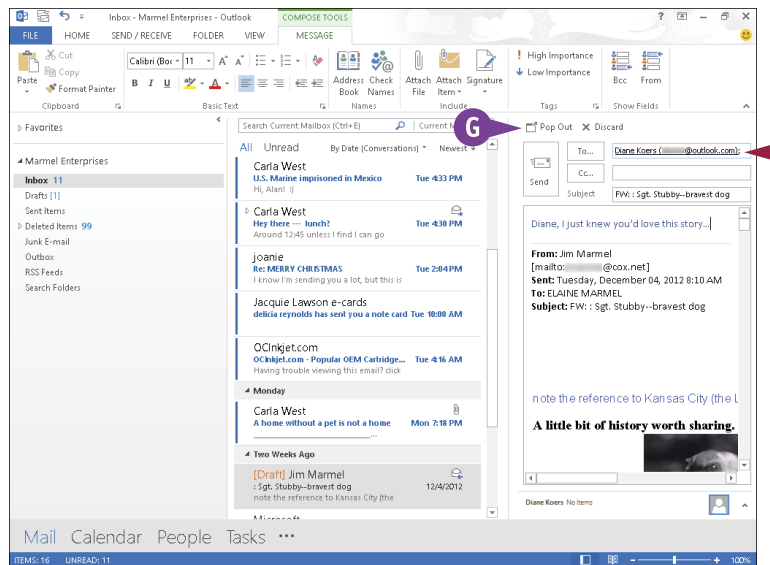 Inbox - Marmel Enterprises - Outlook
COMPOSE TOOLS
FILE HOME SEND / RECEIVE FOLDER VIEW MESSAGE
Paste
Cut
Copy
Format Painter
Clipboard
Calibri (Boc 11 A A
B I U A
Basic Text
Address Book
Check Names
Names
Attach File
Attach Item
Signature
Include
! High Importance
Low Importance
Tags
Bcc From
Show Fields
Favorites
Marmel Enterprises
Inbox 11
Drafts [1]
Sent Items
Deleted Items 99
Junk E-mail
Outbox
RSS Feeds
Search Folders
Search Current Mailbox (Ctrl+E) Current M
All Unread By Date (Conversations) Newest
Carla West
U.S. Marine imprisoned in Mexico Tue 4:33 PM
Hi, Alan! :)
Carla West
Hey there --- lunch? Tue 4:30 PM
Around 12:45 unless I find I can go
joanie
Re: MERRY CHRISTMAS Tue 2:04 PM
I know I'm sending you a lot, but this is
Jacquie Lawson e-cards
delicia reynolds has sent you a note card Tue 10:00 AM
OCInkjet.com
OCInkjet.com - Popular OEM Cartridge... Tue 4:16 AM
Having trouble viewing this email? click
Monday
Carla West
A home without a pet is not a home Mon 7:18 PM
...
Two Weeks Ago
[Draft] Jim Marmel
: Sgt. Stubby--bravest dog 12/4/2012
note the reference to Kansas City (the
G
Pop Out X Discard
Send
To... Diane Koers ( @outlook.com);
Cc...
Subject FW: : Sgt. Stubby--bravest dog
Diane, I just knew you'd love this story...
From: Jim Marmel
[mailto: @cox.net]
Sent: Tuesday, December 04, 2012 8:10 AM
To: ELAINE MARMEL
Subject: FW: : Sgt. Stubby--bravest dog
note the reference to Kansas City (the L
A little bit of history worth sharing.
Diane Koers No Items
Mail Calendar People Tasks ...
ITEMS: 16 UNREAD: 11 100%